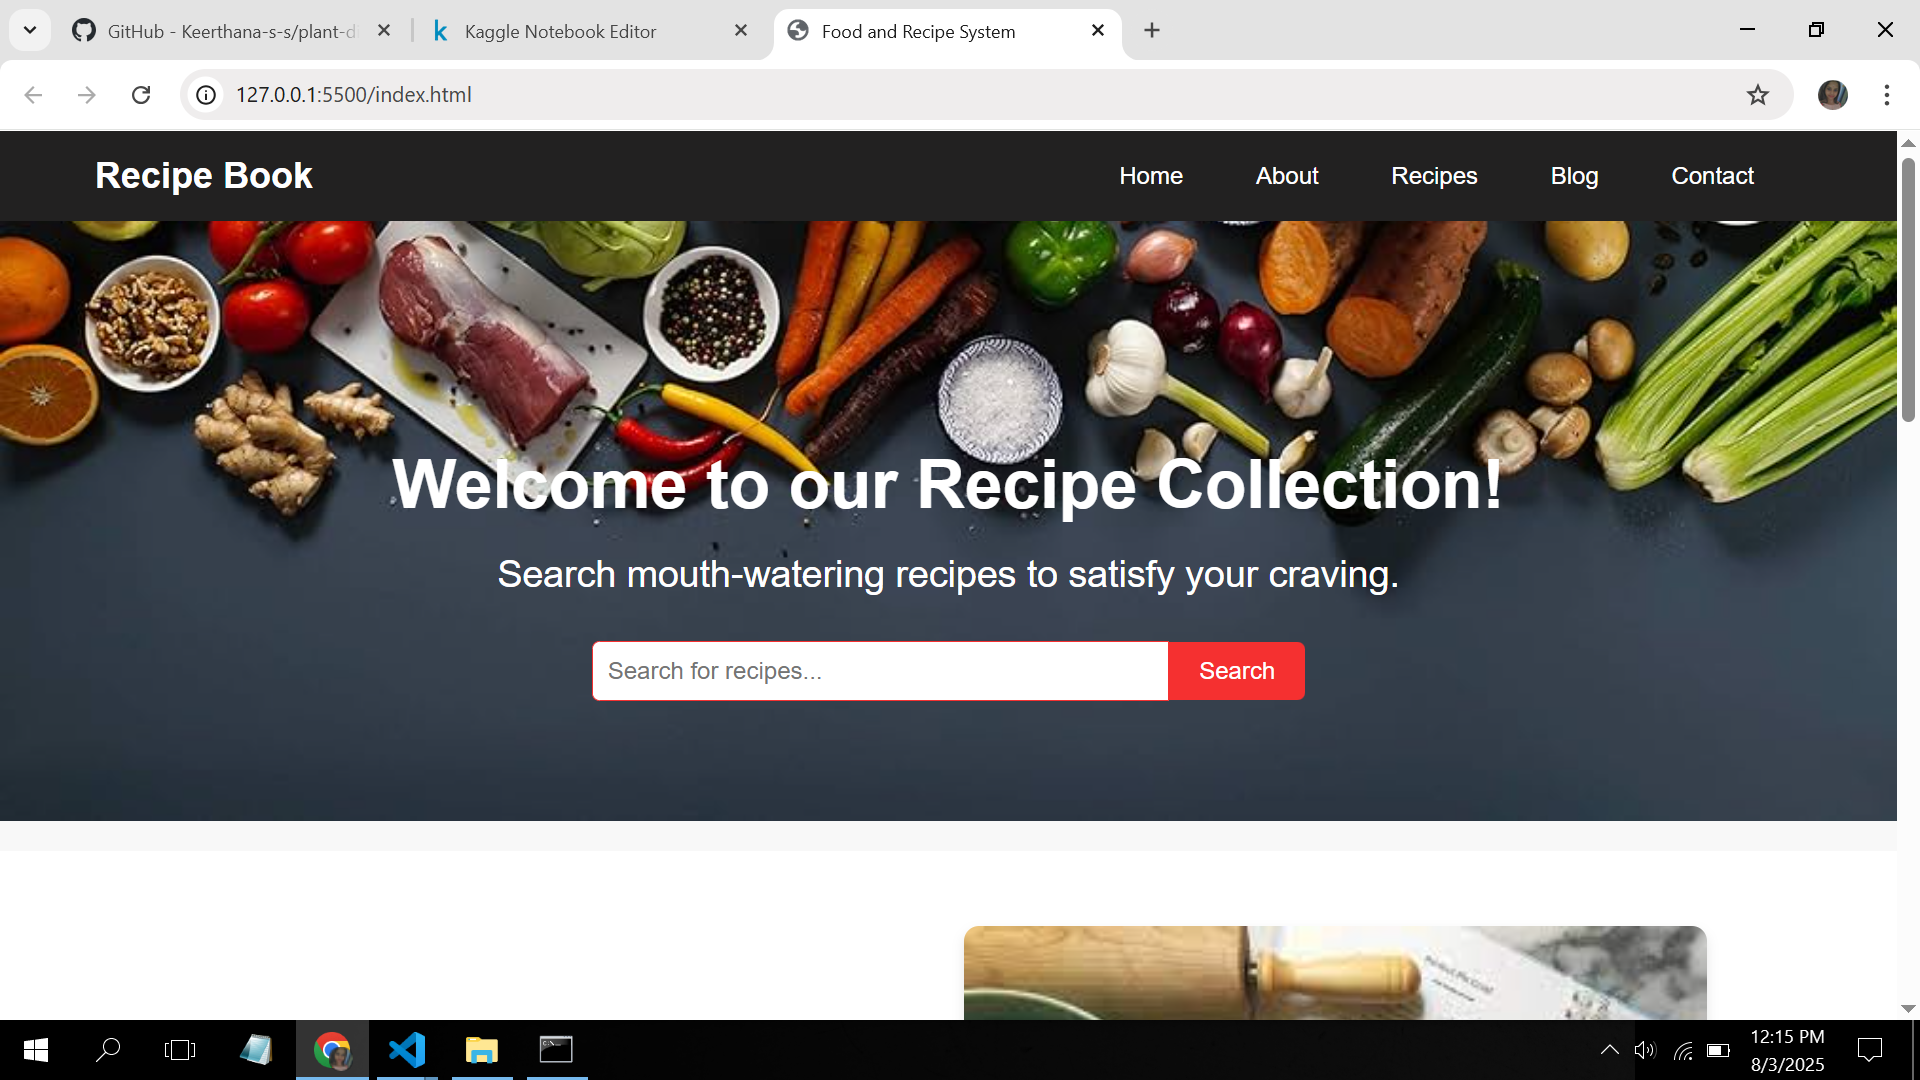 GitHub - Keerthana-s-s/plant-di
Kaggle Notebook Editor
Food and Recipe System
127.0.0.1:5500/index.html
Recipe Book
Home
About
Recipes
Blog
Contact
Welcome to our Recipe Collection!
Search mouth-watering recipes to satisfy your craving.
Search for recipes...
Search
12:15 PM
8/3/2025